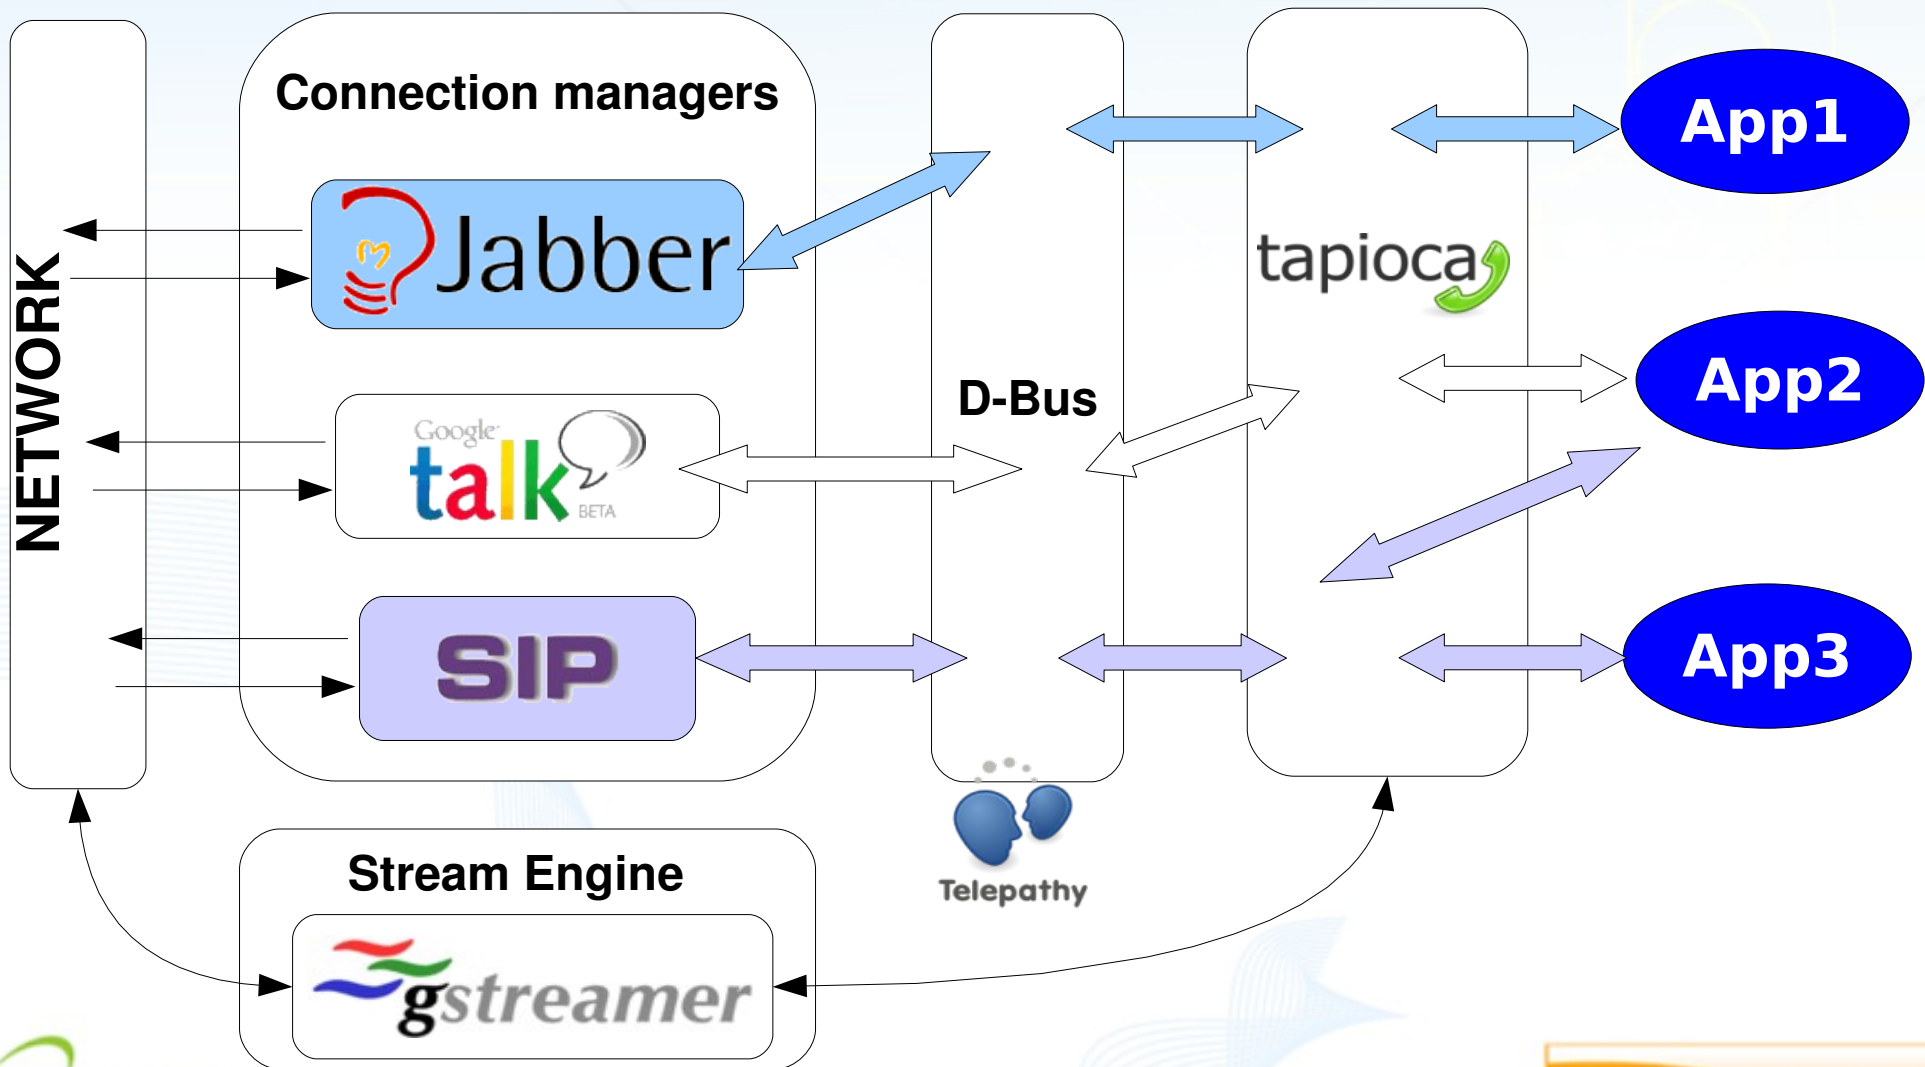 NETWORK
Connection managers
Jabber
Google
talk
BETA
SIP
D-Bus
Telepathy
tapioca
App1
App2
App3
Stream Engine
gstreamer